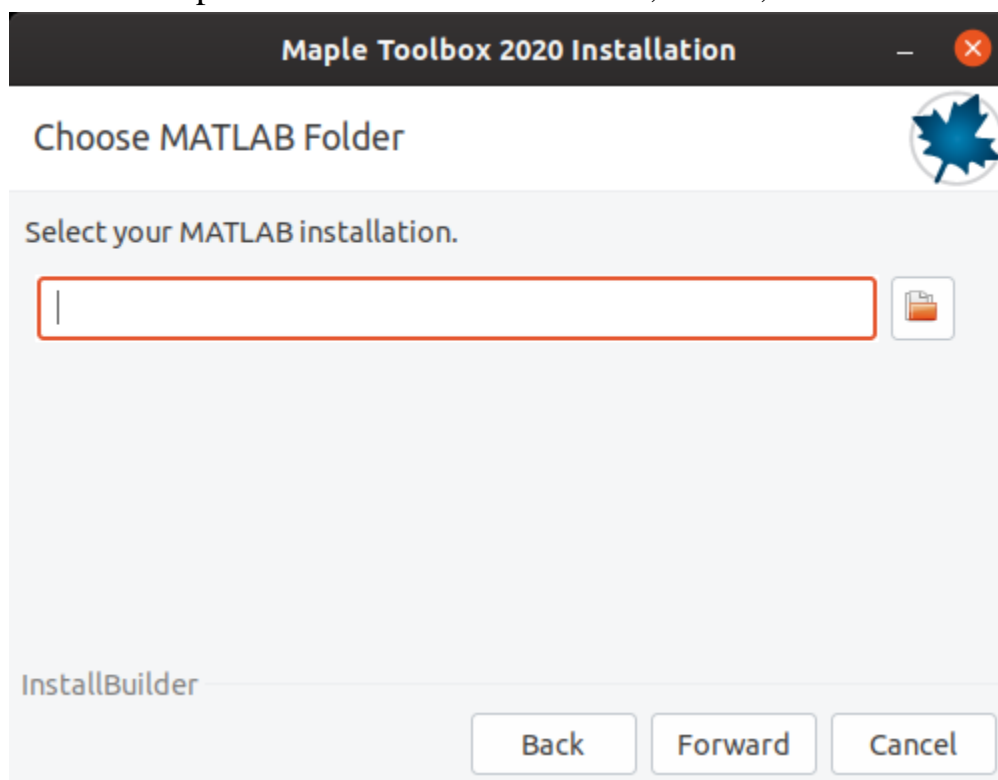 Maple Toolbox 2020 Installation
Choose MATLAB Folder
Select your MATLAB installation.
InstallBuilder
Back Forward Cancel